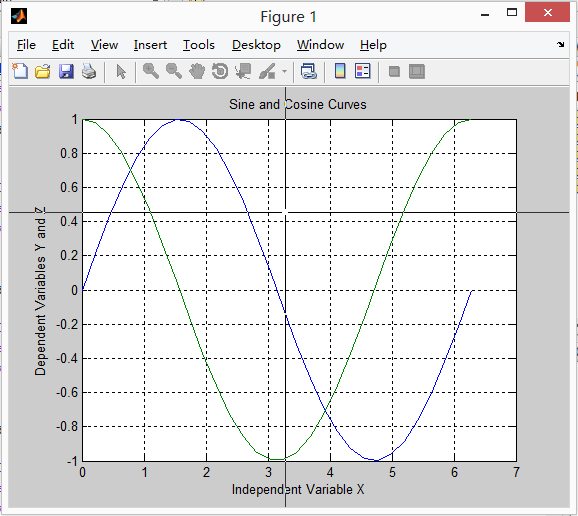 Figure 1
File Edit View Insert Tools Desktop Window Help
Sine and Cosine Curves
1
0.8
0.6
0.4
0.2
0
-0.2
-0.4
-0.6
-0.8
-1
Dependent Variables Y and Z
0 1 2 3 4 5 6 7
Independent Variable X